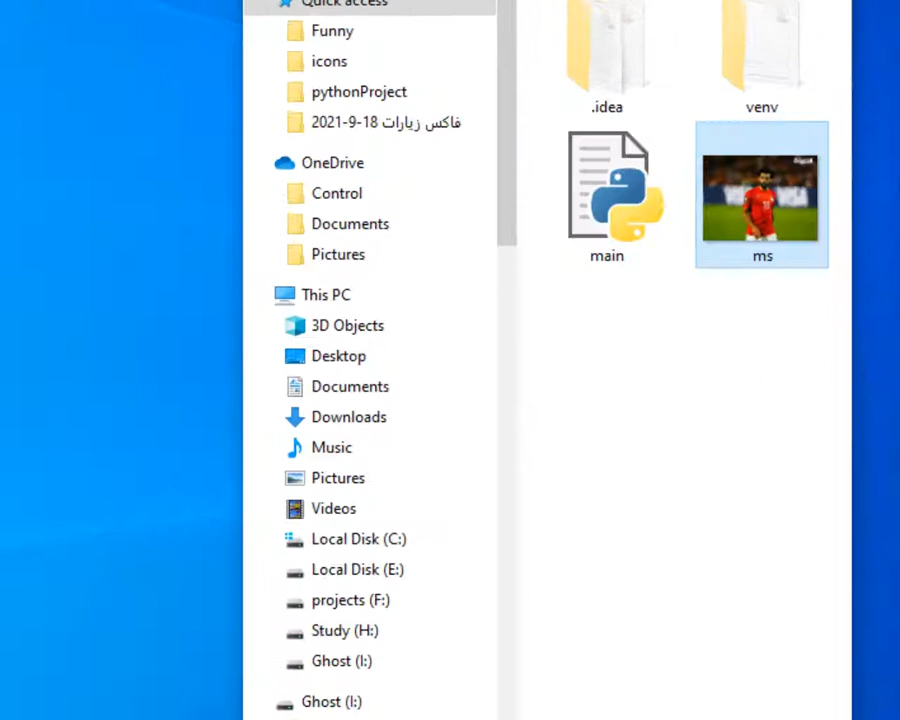 Quick access
Funny
icons
pythonProject
فاكس زيارات 18-9-2021
OneDrive
Control
Documents
Pictures
This PC
3D Objects
Desktop
Documents
Downloads
Music
Pictures
Videos
Local Disk (C:)
Local Disk (E:)
projects (F:)
Study (H:)
Ghost (I:)
Ghost (I:)
.idea
venv
main
ms